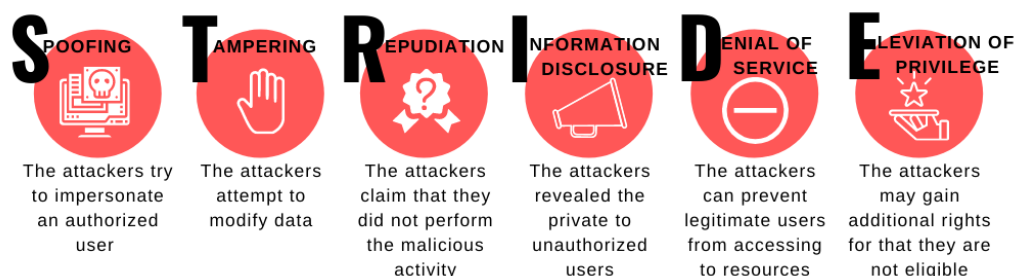 SPOOFING
The attackers try
to impersonate
an authorized
user
TAMPERING
The attackers
attempt to
modify data
REPUDIATION
The attackers
claim that they
did not perform
the malicious
activity
INFORMATION
DISCLOSURE
The attackers
revealed the
private to
unauthorized
users
DENIAL OF
SERVICE
The attackers
can prevent
legitimate users
from accessing
to resources
ELEVIATION OF
PRIVILEGE
The attackers
may gain
additional rights
for that they are
not eligible